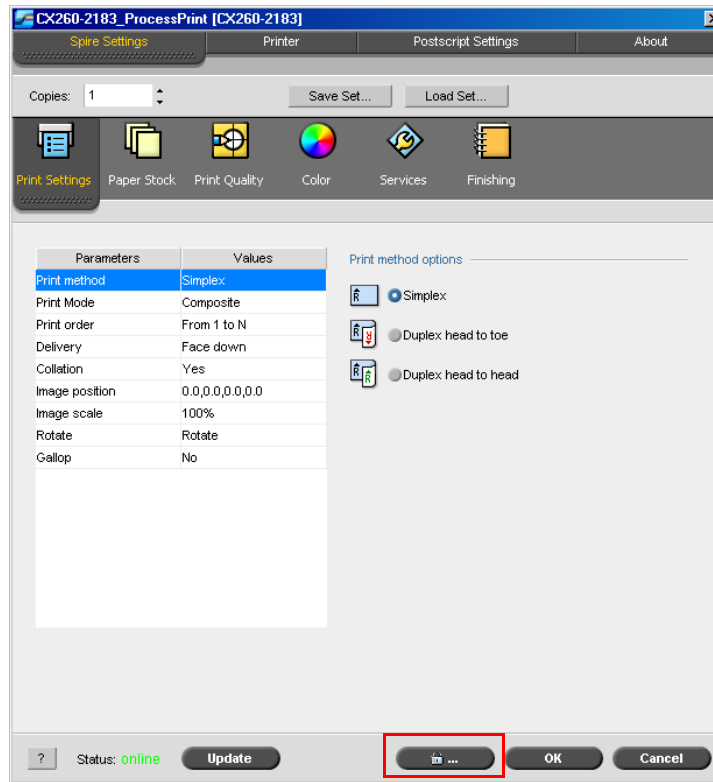 CX260-2183_ProcessPrint [CX260-2183]
Spire Settings Printer Postscript Settings About
Copies: 1 Save Set... Load Set...
Print Settings Paper Stock Print Quality Color Services Finishing
Parameters Values
Print method Simplex
Print Mode Composite
Print order From 1 to N
Delivery Face down
Collation Yes
Image position 0.0,0.0,0.0,0.0
Image scale 100%
Rotate Rotate
Gallop No
Print method options
R Simplex
R R Duplex head to toe
R R Duplex head to head
? Status: online Update ... OK Cancel